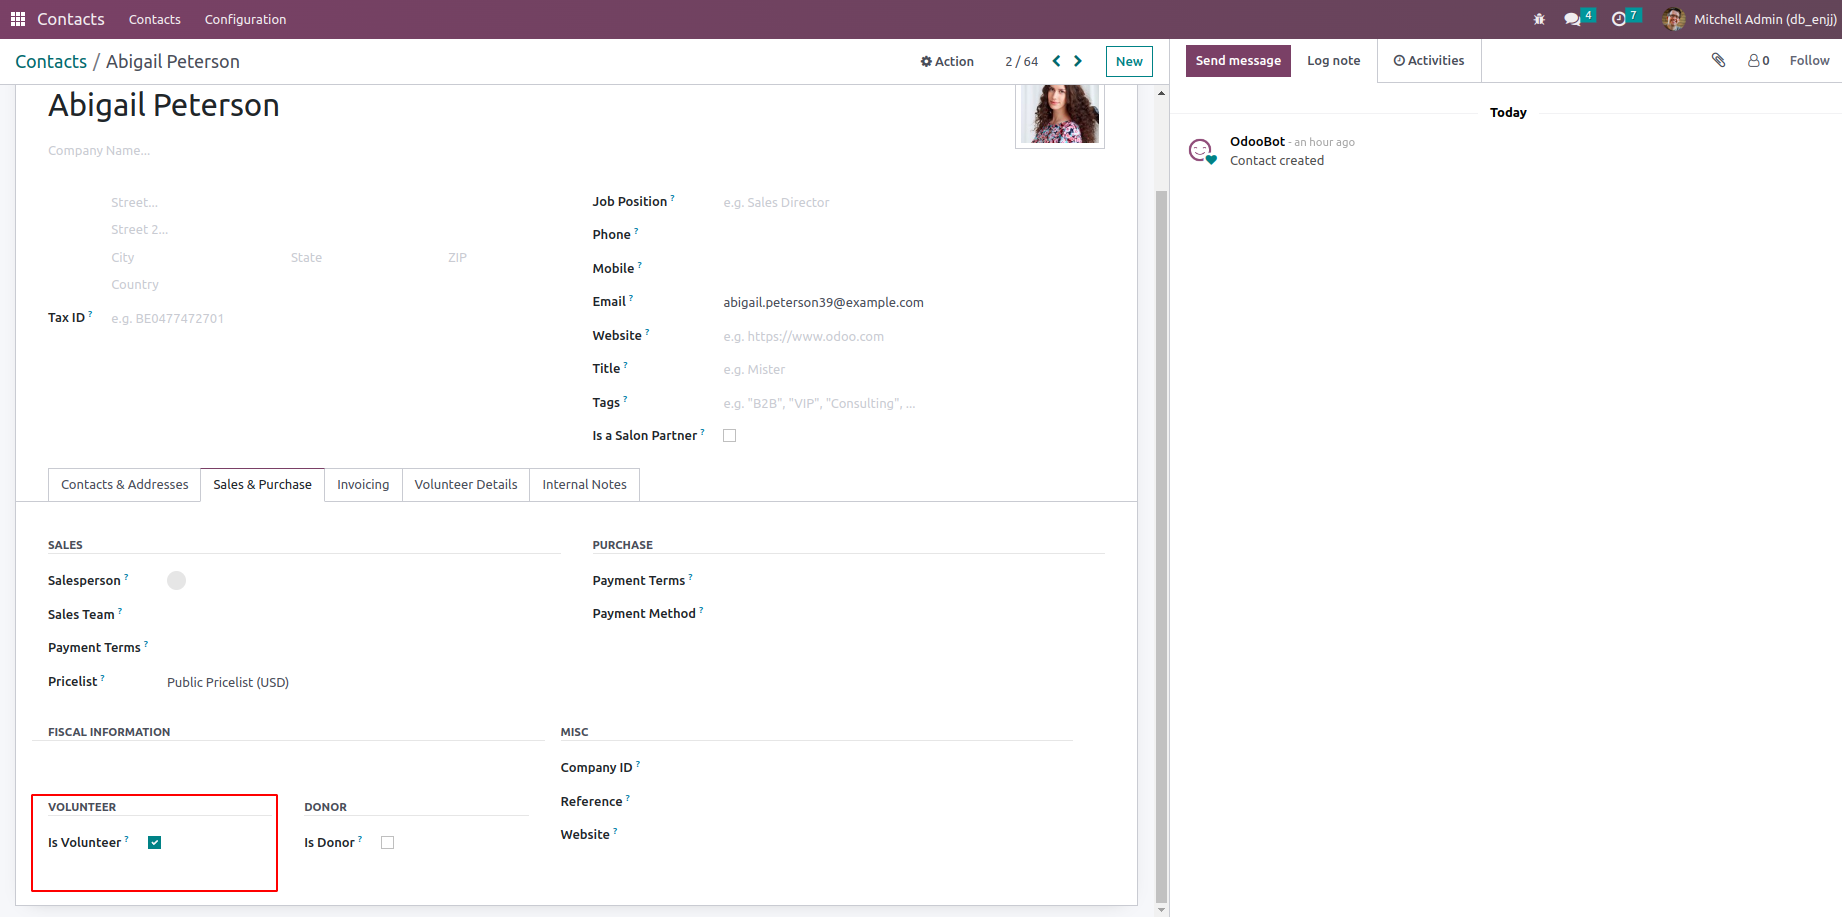 Contacts Contacts Configuration 4 7 Mitchell Admin (db_enjj)
Contacts / Abigail Peterson Action 2 / 64 New Send message Log note Activities 0 Follow
Abigail Peterson
Company Name...
Street...
Street 2...
City State ZIP
Country
Tax ID ? e.g. BE0477472701
Job Position ? e.g. Sales Director
Phone ?
Mobile ?
Email ? abigail.peterson39@example.com
Website ? e.g. https://www.odoo.com
Title ? e.g. Mister
Tags ? e.g. "B2B", "VIP", "Consulting", ...
Is a Salon Partner ?
Contacts & Addresses Sales & Purchase Invoicing Volunteer Details Internal Notes
SALES
Salesperson ?
Sales Team ?
Payment Terms ?
Pricelist ? Public Pricelist (USD)
PURCHASE
Payment Terms ?
Payment Method ?
FISCAL INFORMATION
MISC
Company ID ?
Reference ?
Website ?
VOLUNTEER
Is Volunteer ?
DONOR
Is Donor ?
Today
OdooBot - an hour ago
Contact created